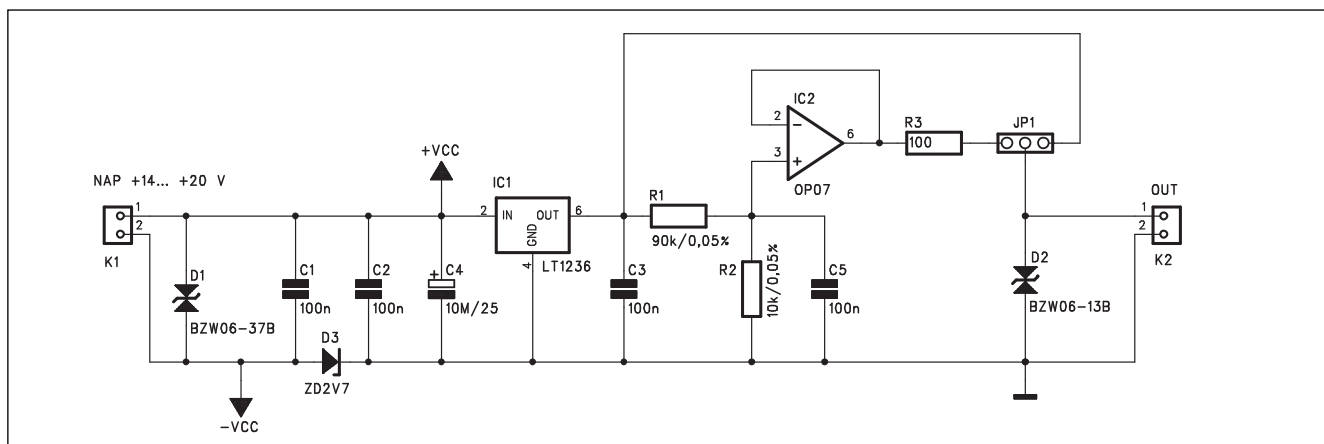 NAP +14... +20 V
1
2
K1
D1
BZW06-37B
-VCC
C1
100n
D3
ZD2V7
C2
100n
+VCC
C4
+
10M/25
IC1
2
IN
OUT
GND
6
4
LT1236
R1
90k/0,05%
C3
100n
R2
10k/0,05%
C5
100n
IC2
2
-
3
+
6
OP07
R3
100
JP1
D2
BZW06-13B
OUT
1
2
K2